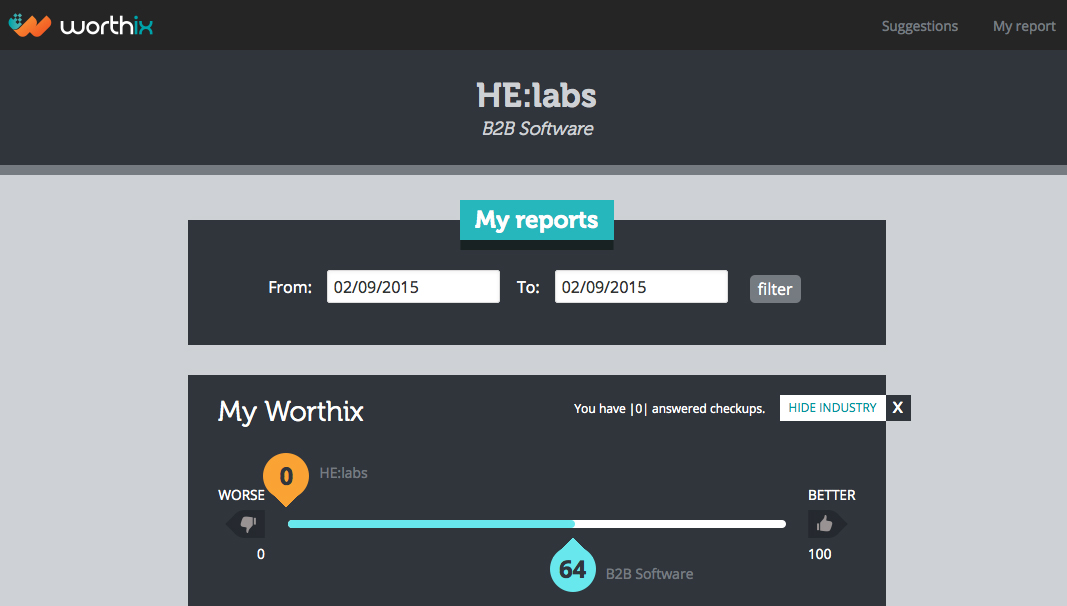 worthix
Suggestions My report
HE:labs
B2B Software
My reports
From: 02/09/2015 To: 02/09/2015 filter
My Worthix
You have |0| answered checkups. HIDE INDUSTRY X
0 HE:labs
WORSE BETTER
0 100
64 B2B Software